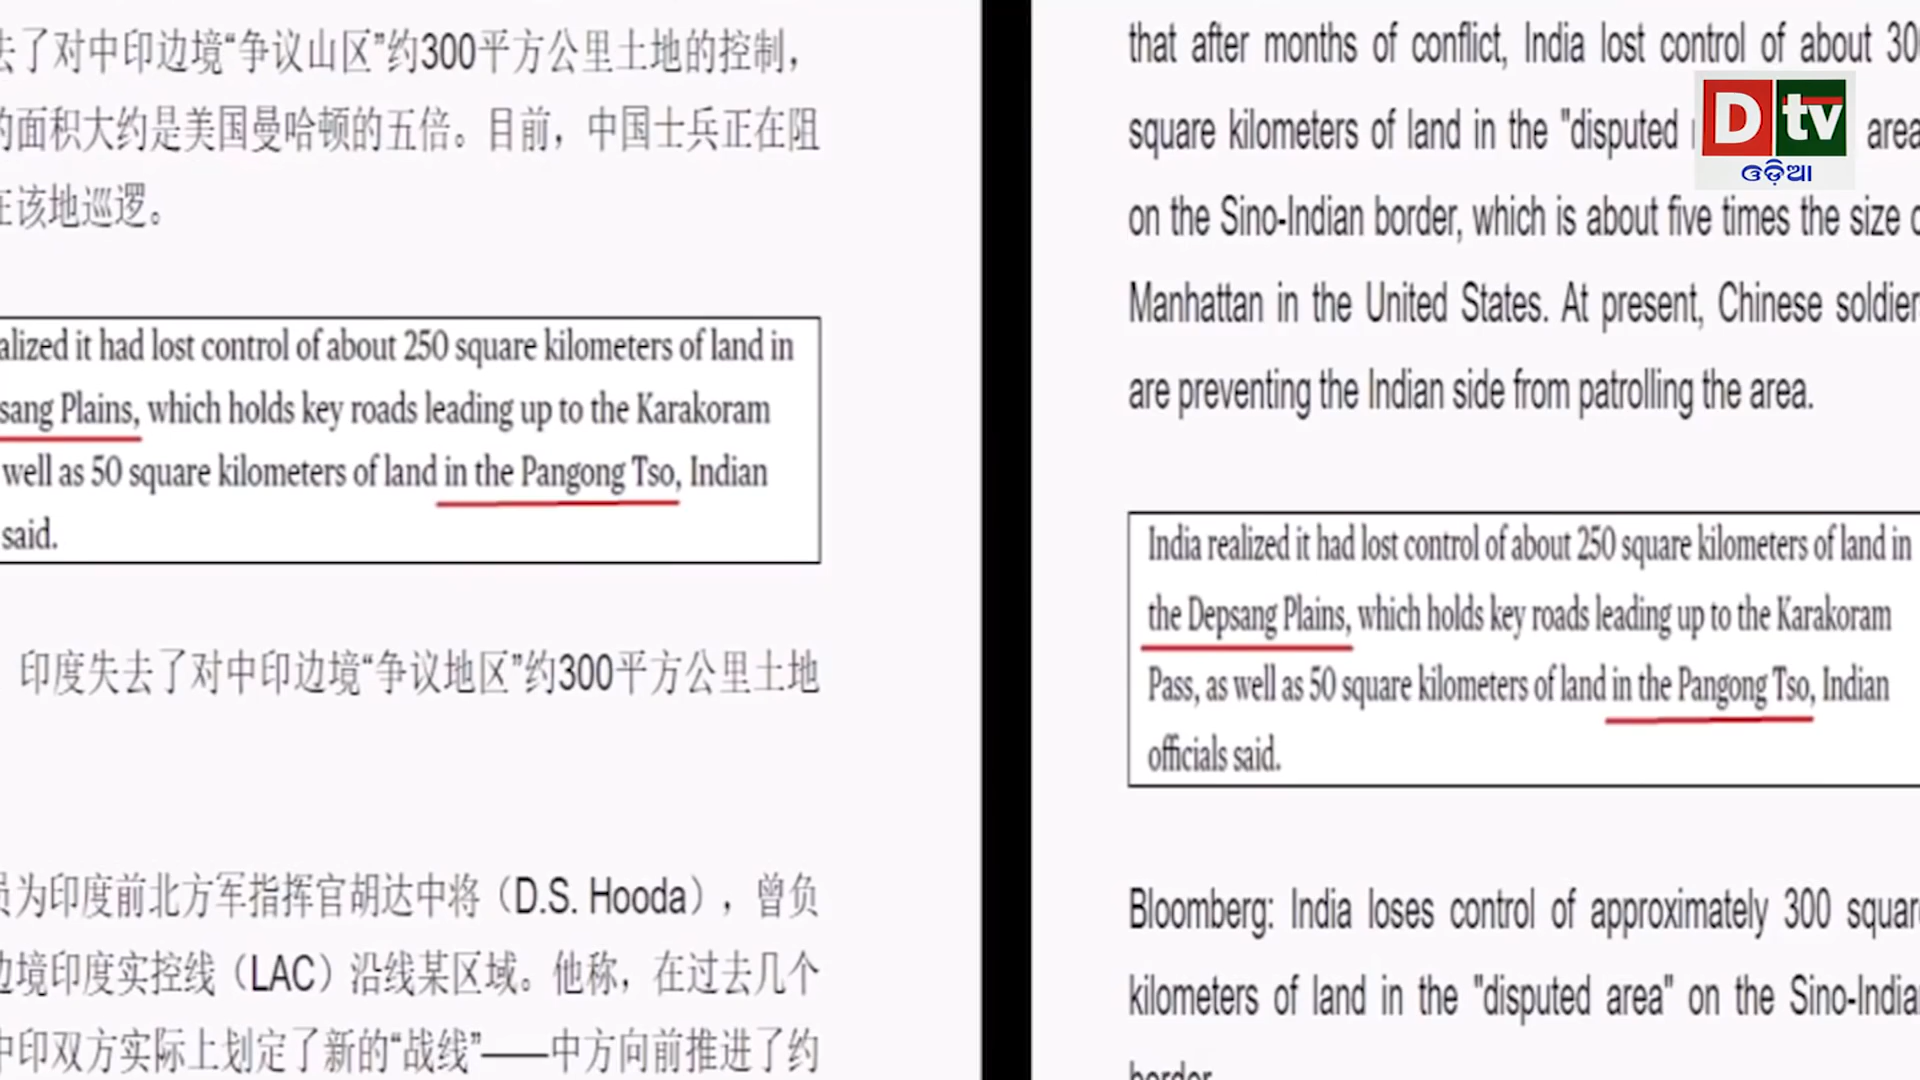 去了对中印边境“争议山区”约300平方公里土地的控制，
的面积大约是美国曼哈顿的五倍。目前，中国士兵正在阻
在该地巡逻。
alized it had lost control of about 250 square kilometers of land in
sang Plains, which holds key roads leading up to the Karakoram
well as 50 square kilometers of land in the Pangong Tso, Indian
said.
印度失去了对中印边境“争议地区”约300平方公里土地
员为印度前北方军指挥官胡达中将（D.S. Hooda），曾负
边境印度实控线（LAC）沿线某区域。他称，在过去几个
中印双方实际上划定了新的“战线”——中方向前推进了约
that after months of conflict, India lost control of about 30
square kilometers of land in the "disputed area
on the Sino-Indian border, which is about five times the size o
Manhattan in the United States. At present, Chinese soldier
are preventing the Indian side from patrolling the area.
India realized it had lost control of about 250 square kilometers of land in
the Depsang Plains, which holds key roads leading up to the Karakoram
Pass, as well as 50 square kilometers of land in the Pangong Tso, Indian
officials said.
Bloomberg: India loses control of approximately 300 square
kilometers of land in the "disputed area" on the Sino-India
border
D tv
ଓଡ଼ିଆ